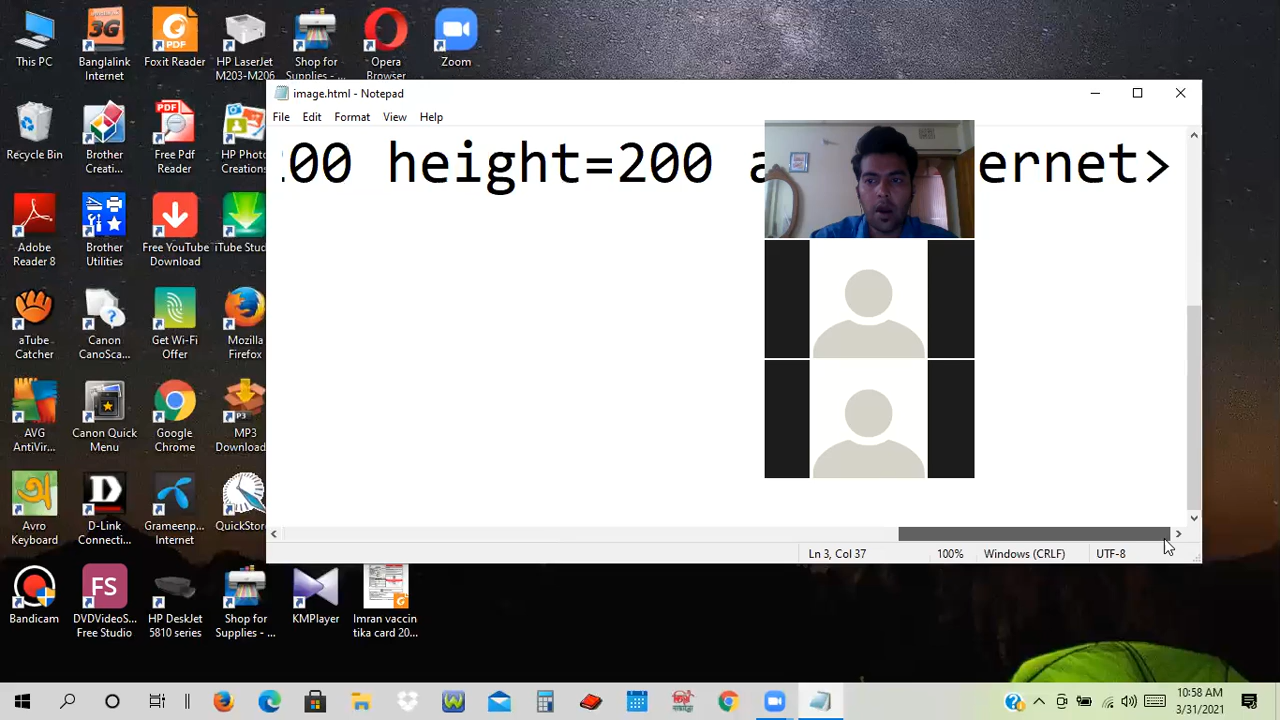 This PC
Banglalink Internet
Foxit Reader
HP LaserJet M203-M206
Shop for Supplies - ...
Opera Browser
Zoom
image.html - Notepad
File Edit Format View Help
200 height=200 a ernet>
Recycle Bin
Brother Creati...
Free Pdf Reader
HP Photo Creations
Adobe Reader 8
Brother Utilities
Free YouTube Download
iTube Stud
aTube Catcher
Canon CanoSca...
Get Wi-Fi Offer
Mozilla Firefox
AVG AntiVir...
Canon Quick Menu
Google Chrome
MP3 Download
Avro Keyboard
D-Link Connecti...
Grameenp... Internet
QuickStor
Ln 3, Col 37 100% Windows (CRLF) UTF-8
Bandicam
DVDVideoS... Free Studio
HP DeskJet 5810 series
Shop for Supplies - ...
KMPlayer
Imran vaccin tika card 20...
10:58 AM
3/31/2021